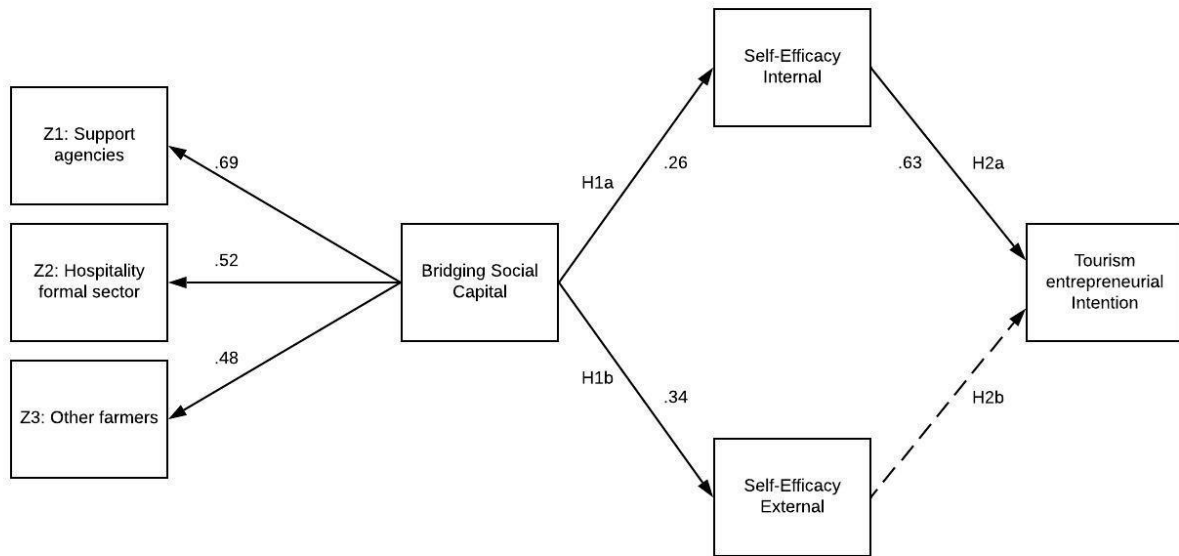 Z1: Support
agencies
Z2: Hospitality
formal sector
Z3: Other farmers
.69
.52
.48
Bridging Social
Capital
H1a
.26
H1b
.34
Self-Efficacy
Internal
Self-Efficacy
External
.63
H2a
H2b
Tourism
entrepreneurial
Intention